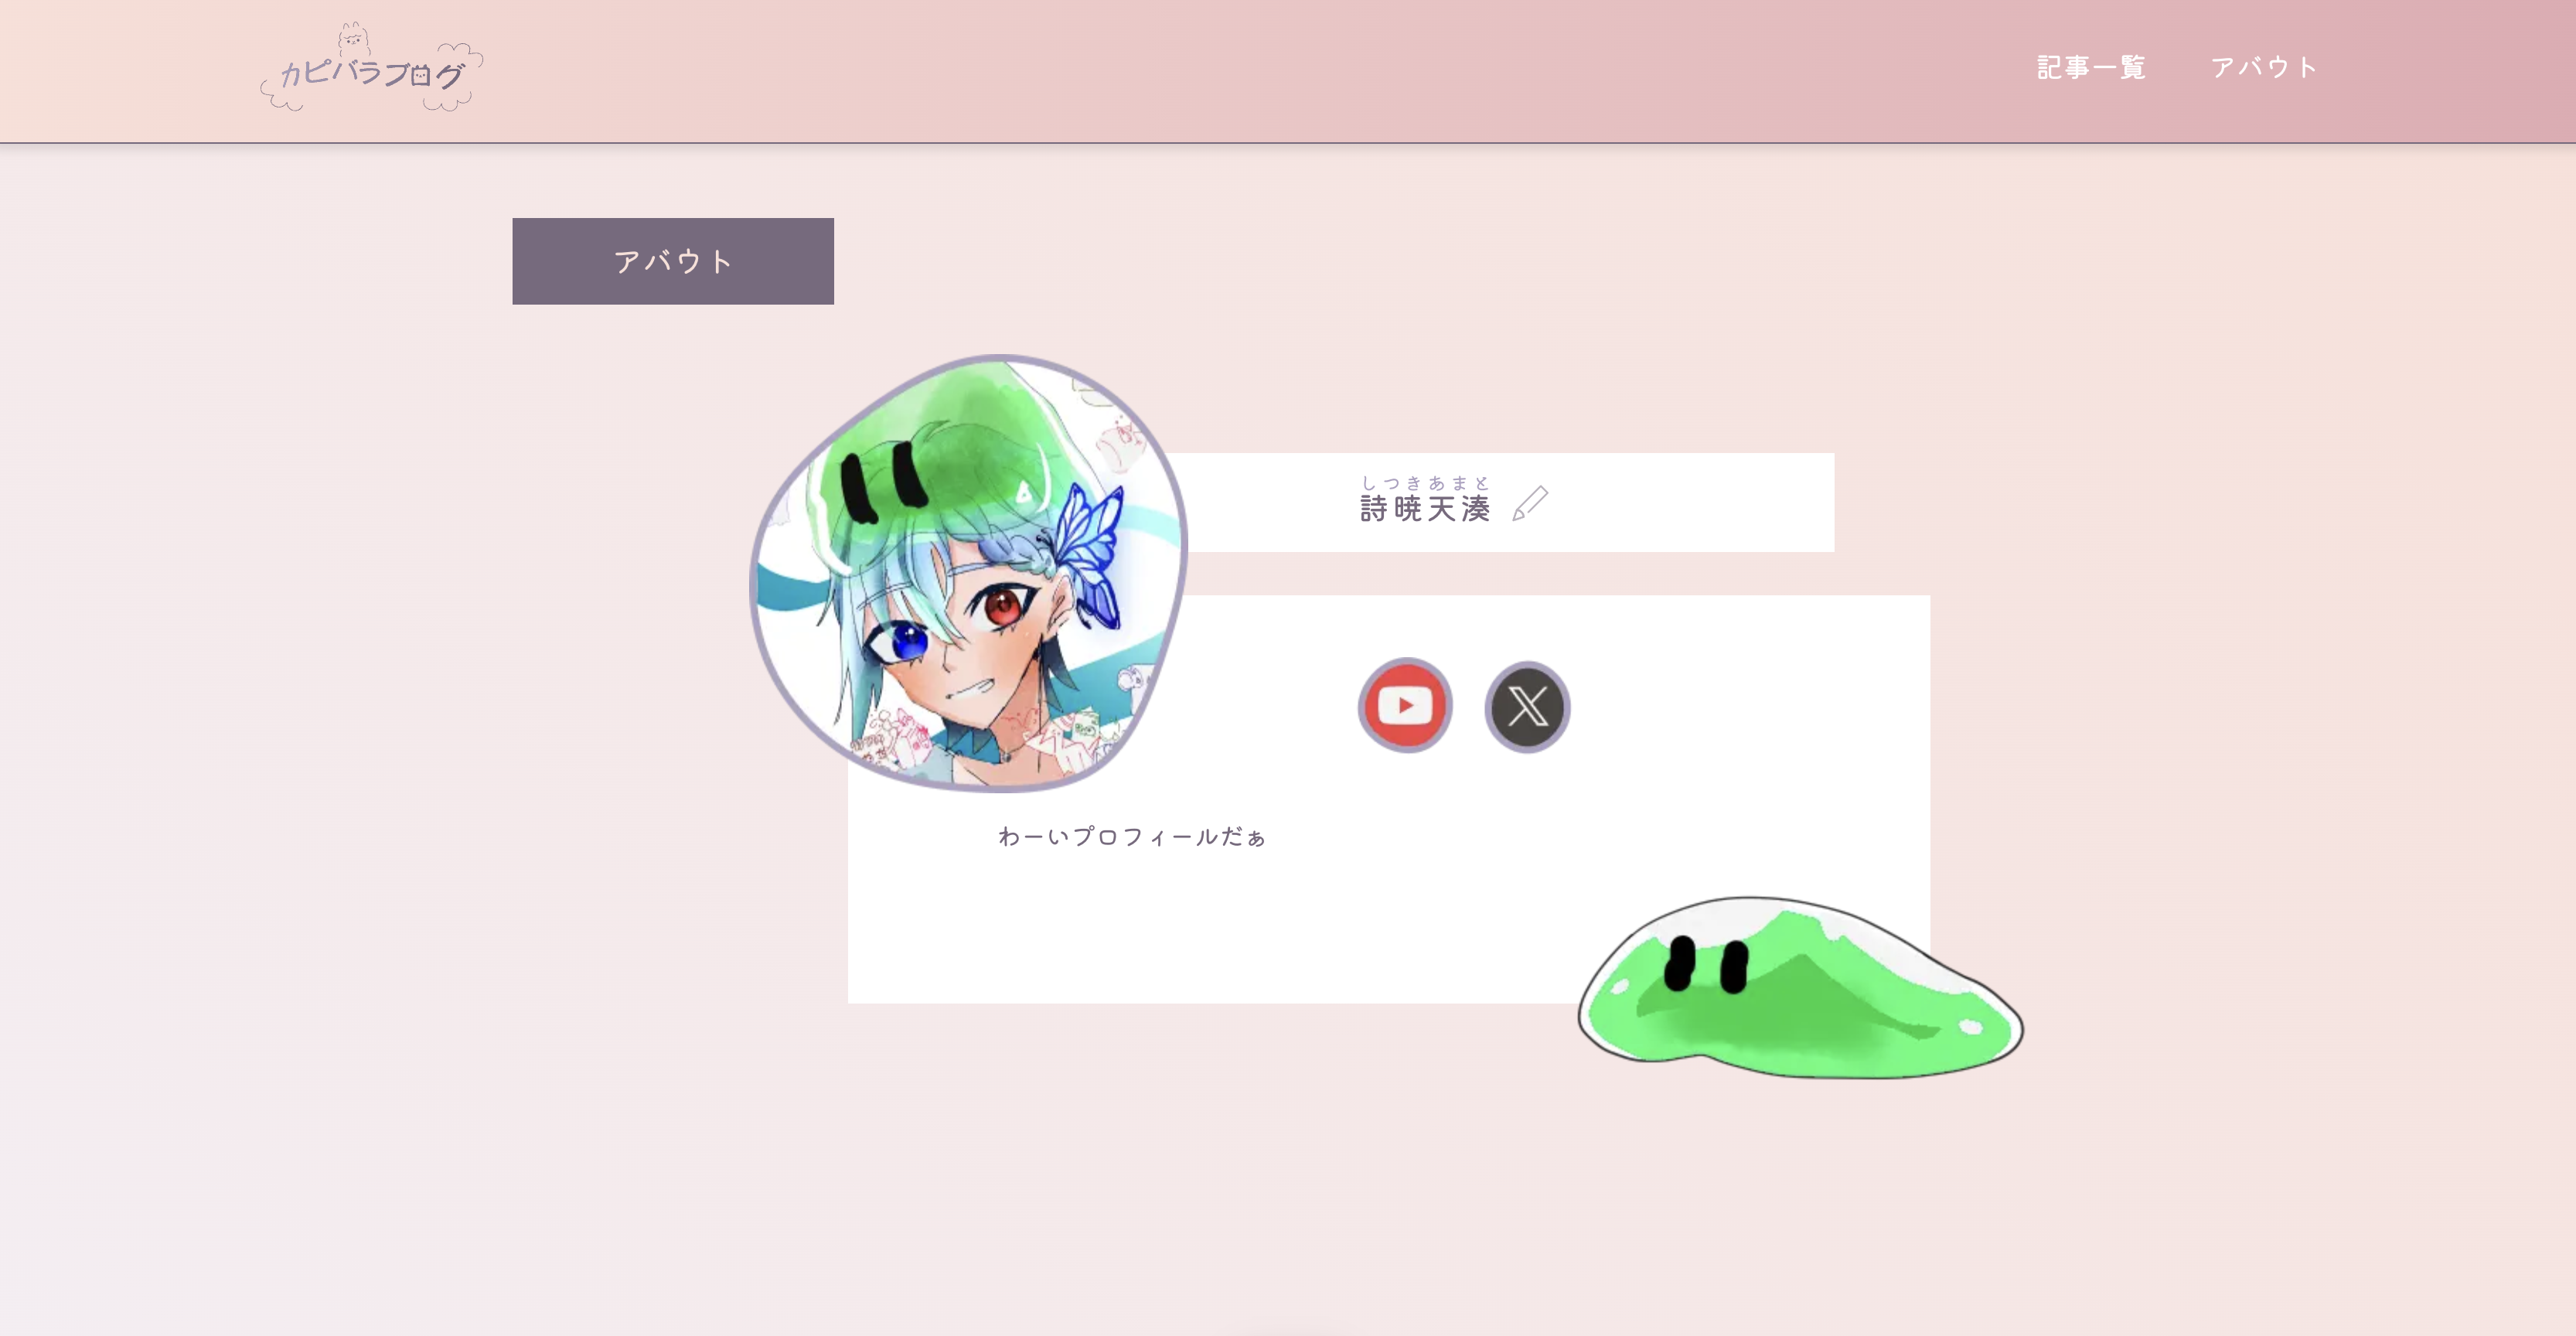 カピバラブログ
記事一覧 アバウト
アバウト
しつきあまと
詩暁天湊
わーいプロフィールだぁ